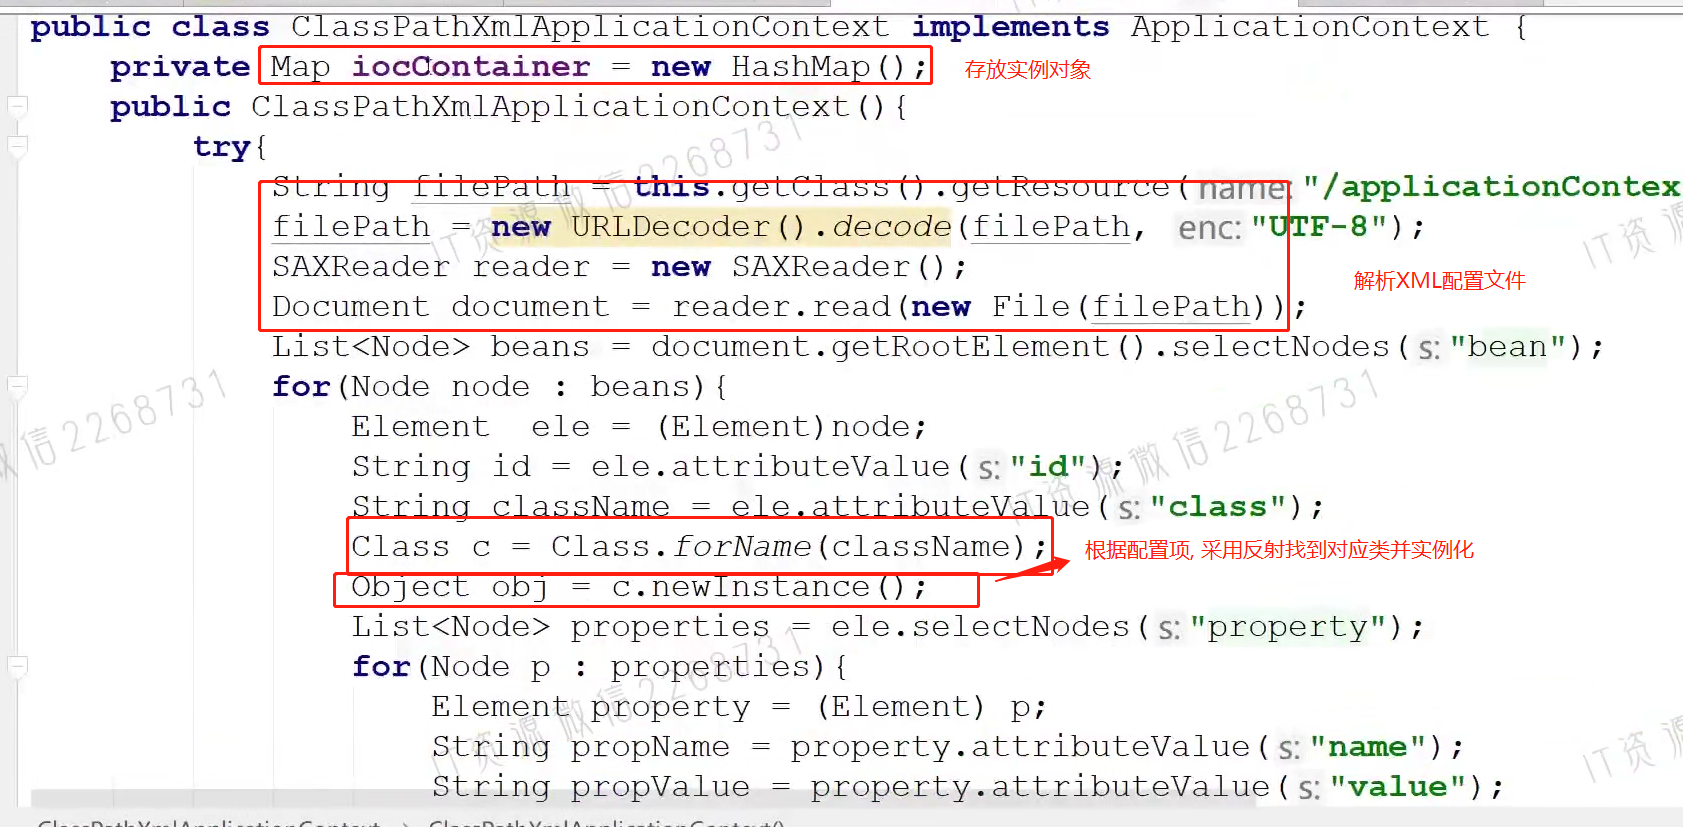 public class ClassPathXmlApplicationContext implements ApplicationContext {
private Map iocContainer = new HashMap(); 存放实例对象
public ClassPathXmlApplicationContext(){
try{
String filePath = this.getClass().getResource( name: "/applicationContex
filePath = new URLDecoder().decode(filePath, enc: "UTF-8");
SAXReader reader = new SAXReader();
解析XML配置文件
Document document = reader.read(new File(filePath));
List<Node> beans = document.getRootElement().selectNodes( s: "bean");
for(Node node : beans){
Element ele = (Element)node;
String id = ele.attributeValue( s: "id");
String className = ele.attributeValue( s: "class");
Class c = Class.forName(className); 根据配置项, 采用反射找到对应类并实例化
Object obj = c.newInstance();
List<Node> properties = ele.selectNodes( s: "property");
for(Node p : properties){
Element property = (Element) p;
String propName = property.attributeValue( s: "name");
String propValue = property.attributeValue( s: "value");
ClassPathXmlApplicationContext > ClassPathXmlApplicationContext()
IT资源微信2268731
IT资源
微信2268731
IT资源微信2268731
IT资源微信2268731
IT资源